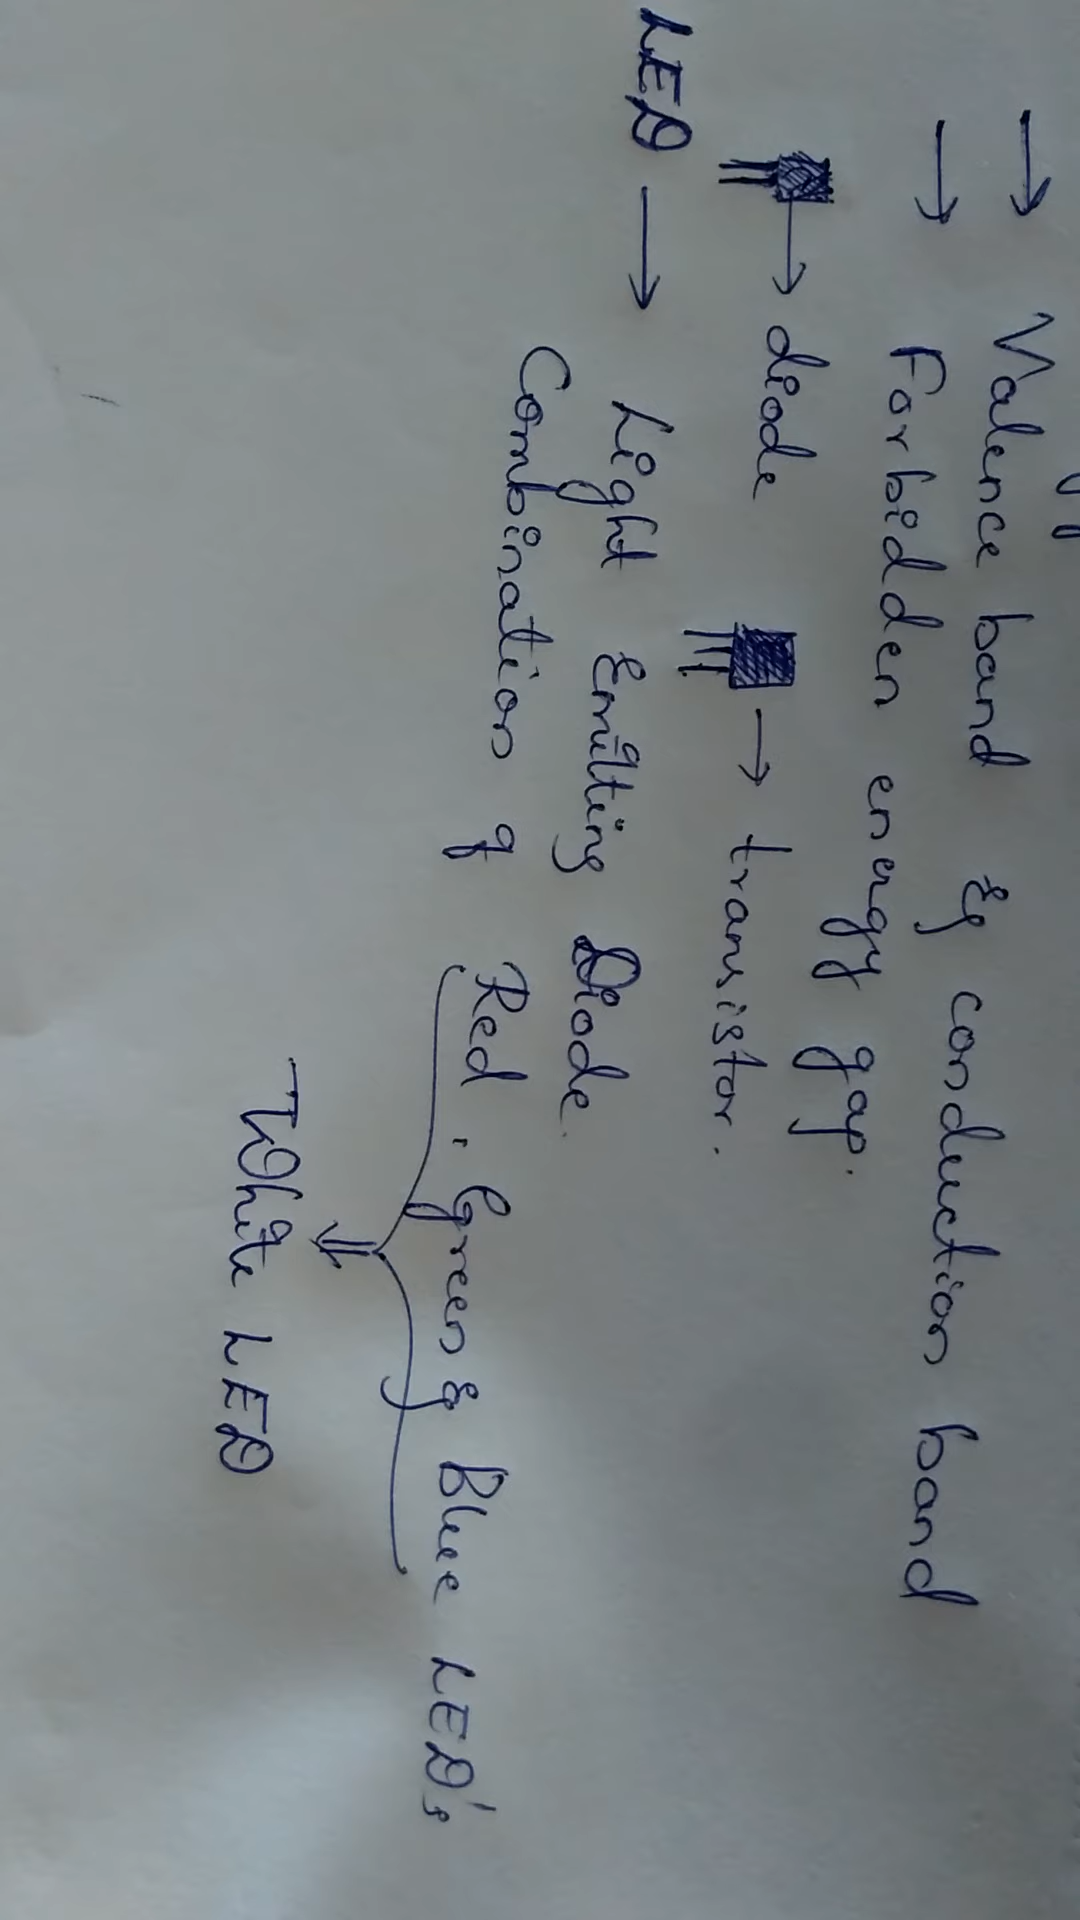 → Valence band & conduction band
→ Forbidden energy gap.
→ diode → transistor.
LED → Light Emitting Diode.
Combination of Red, Green & Blue LED's
⇓
White LED